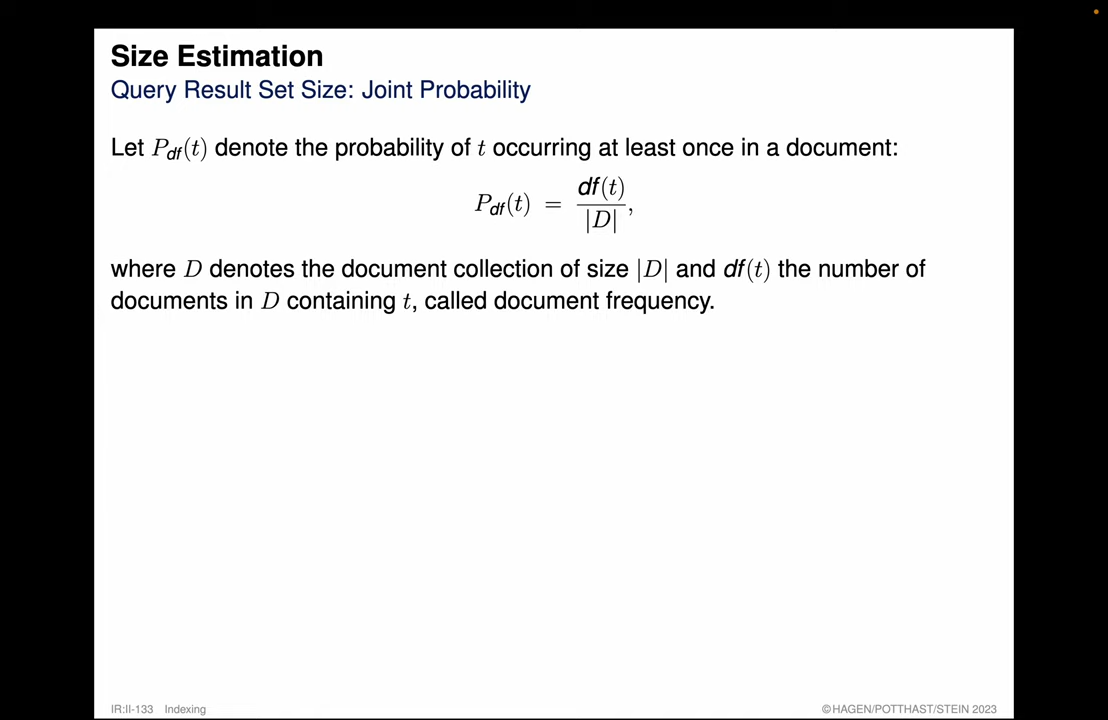 Size Estimation
Query Result Set Size: Joint Probability
Let P_df(t) denote the probability of t occurring at least once in a document:
P_df(t) = df(t) / |D|,
where D denotes the document collection of size |D| and df(t) the number of
documents in D containing t, called document frequency.
IR:II-133 Indexing ©HAGEN/POTTHAST/STEIN 2023